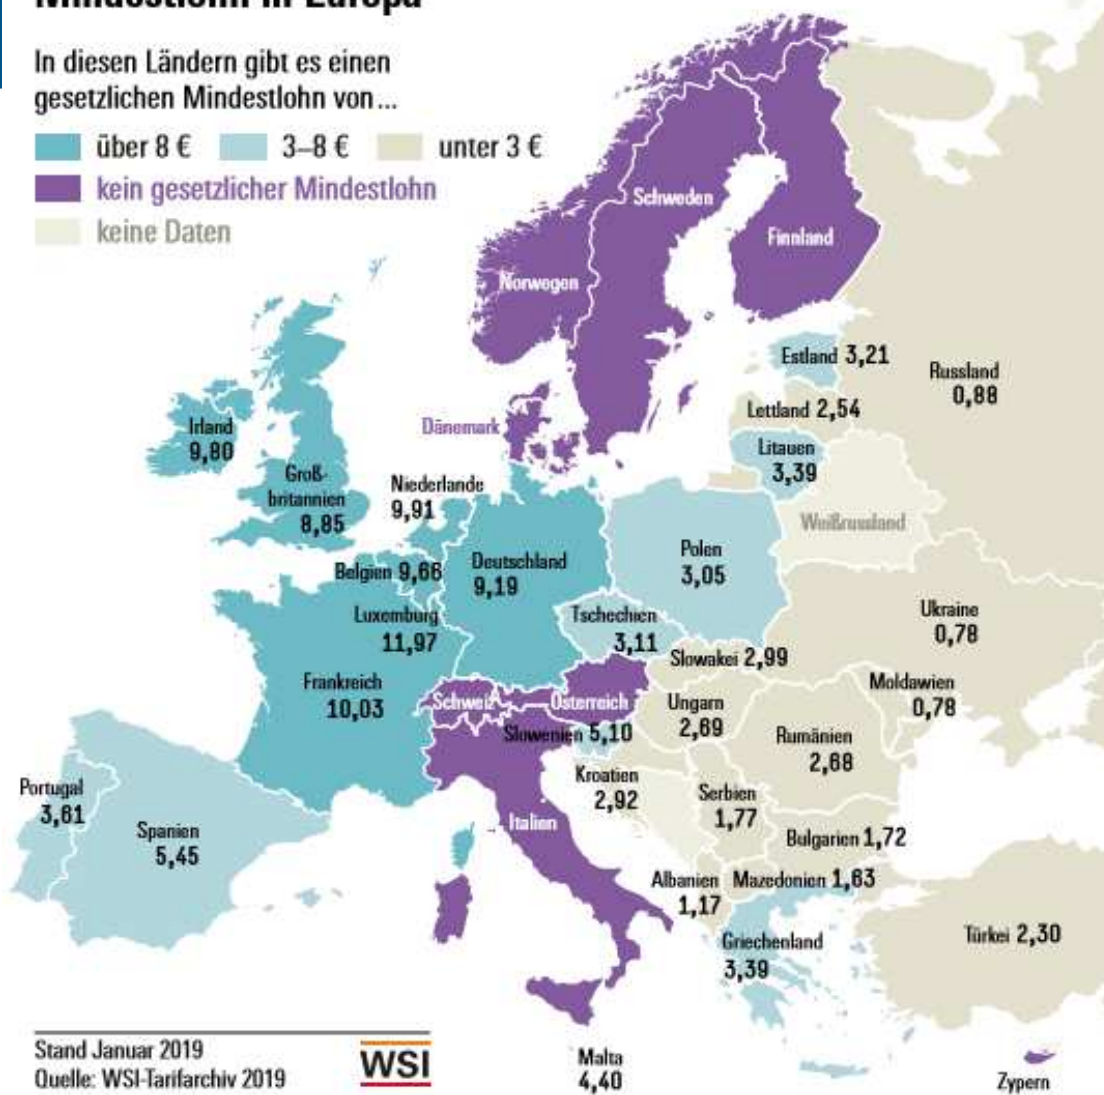 Mindestlohn in Europa
In diesen Ländern gibt es einen
gesetzlichen Mindestlohn von...
über 8 €
3–8 €
unter 3 €
kein gesetzlicher Mindestlohn
keine Daten
Schweden
Finnland
Norwegen
Estland 3,21
Russland
0,88
Lettland 2,54
Dänemark
Irland
9,80
Litauen
3,39
Groß-
britannien
8,85
Niederlande
9,91
Weißrussland
Polen
3,05
Deutschland
9,19
Belgien 9,66
Luxemburg
11,97
Tschechien
3,11
Ukraine
0,78
Slowakei 2,99
Frankreich
10,03
Moldawien
0,78
Schweiz
Österreich
Ungarn
2,69
Slowenien 5,10
Rumänien
2,68
Kroatien
2,92
Serbien
1,77
Portugal
3,61
Spanien
5,45
Italien
Bulgarien 1,72
Albanien
1,17
Mazedonien 1,63
Griechenland
3,39
Türkei 2,30
Stand Januar 2019
Quelle: WSI-Tarifarchiv 2019
WSI
Malta
4,40
Zypern